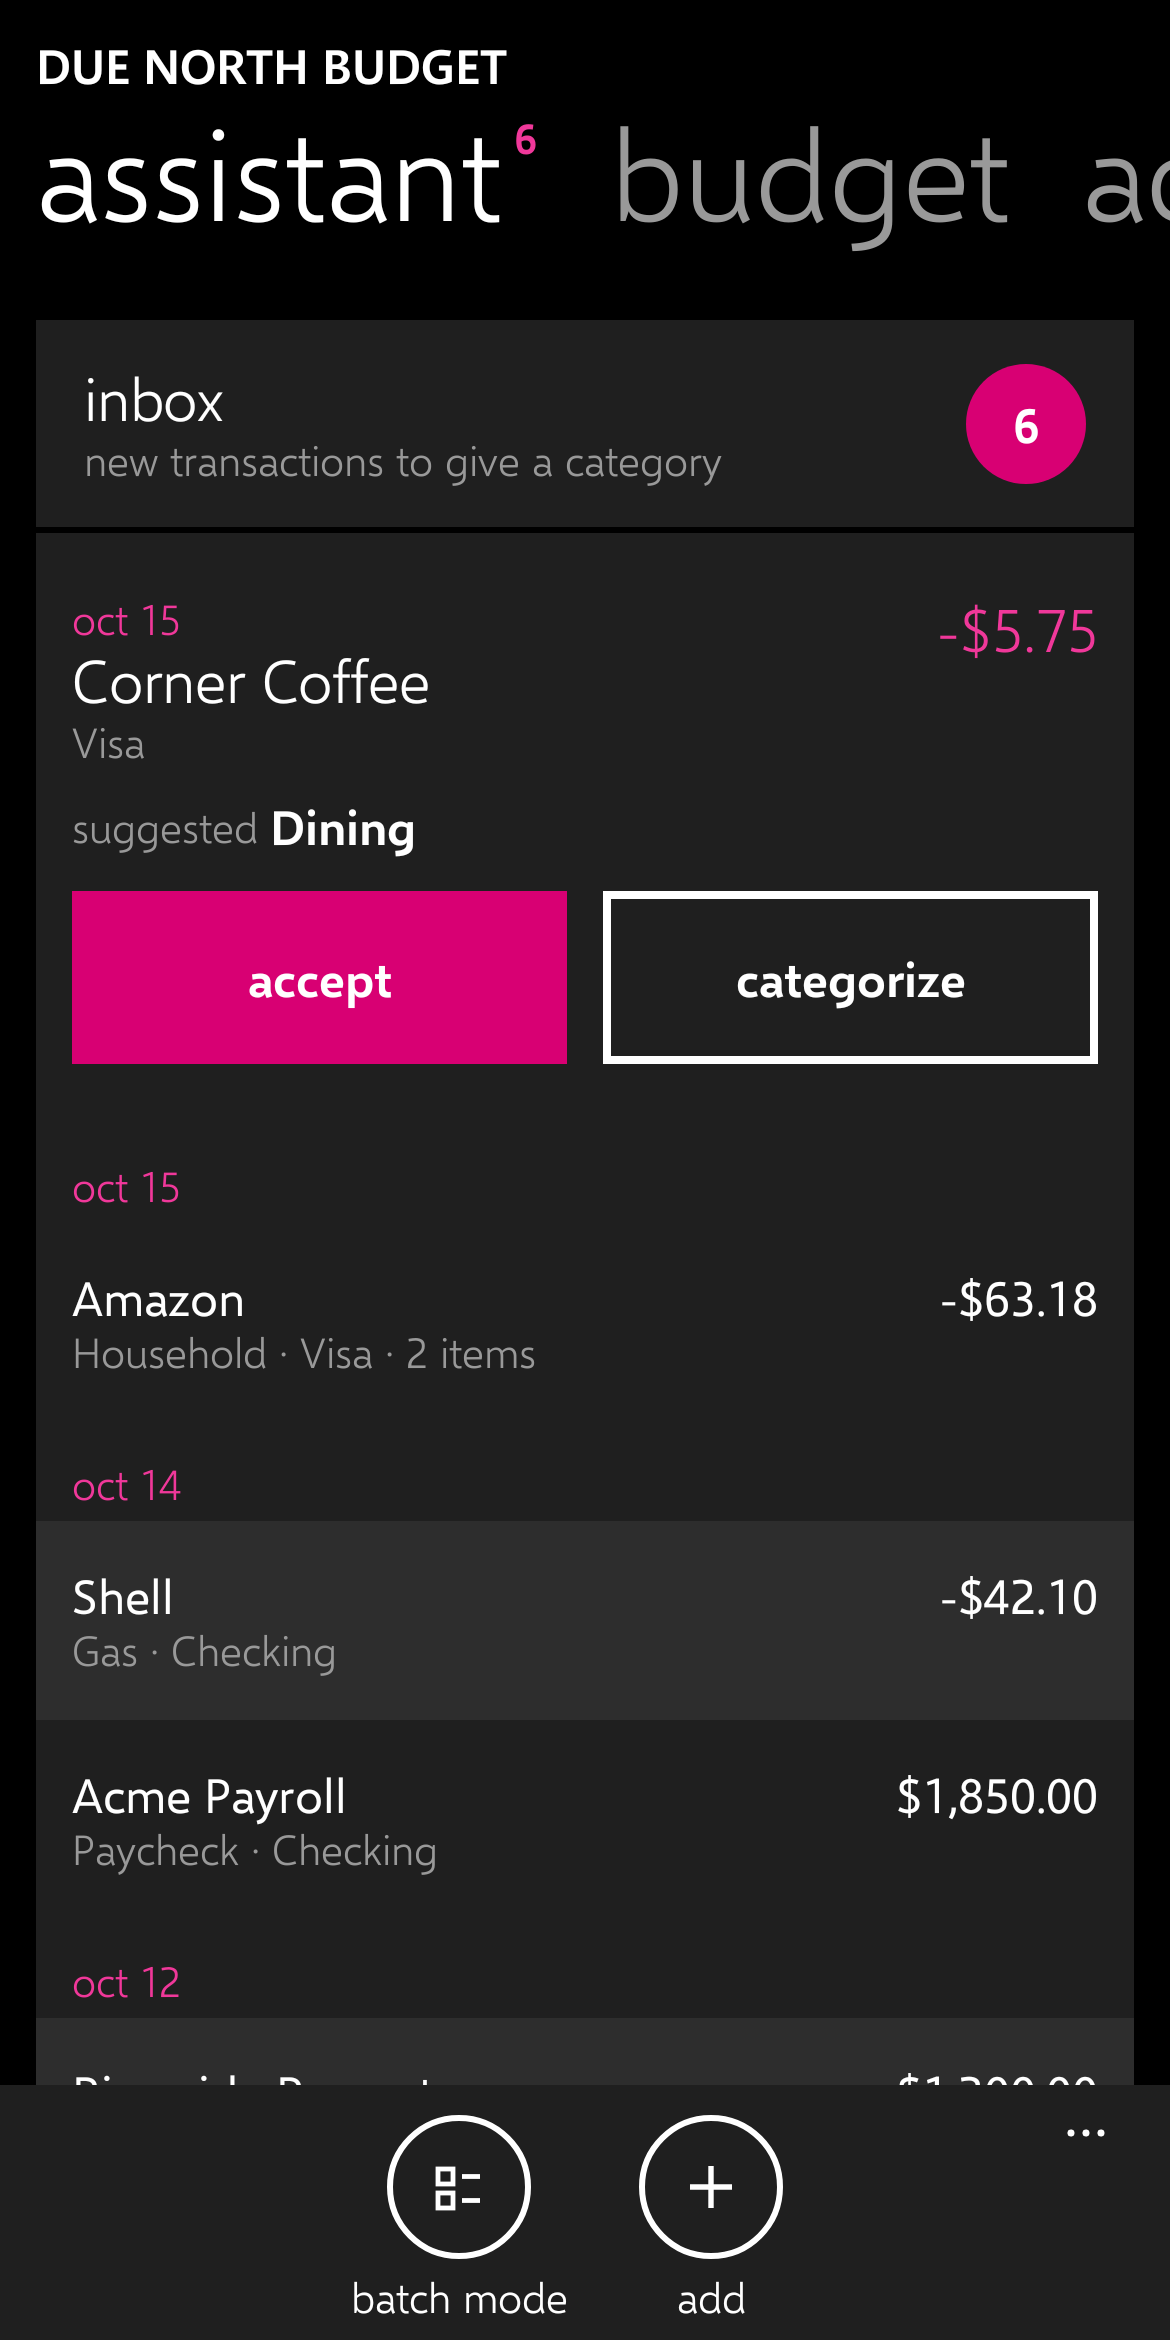 DUE NORTH BUDGET
assistant 6 budget
inbox
new transactions to give a category
6
oct 15
-$5.75
Corner Coffee
Visa
suggested Dining
accept
categorize
oct 15
Amazon
-$63.18
Household · Visa · 2 items
oct 14
Shell
-$42.10
Gas · Checking
Acme Payroll
$1,850.00
Paycheck · Checking
oct 12
batch mode
add